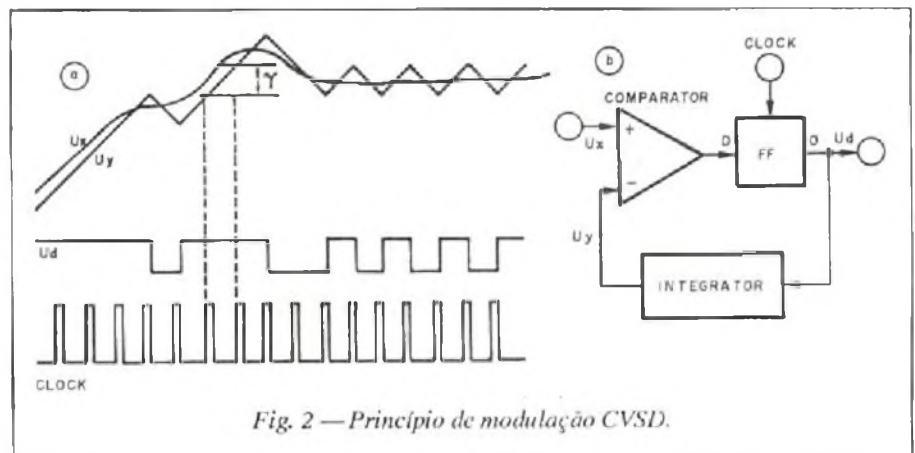 a
γ
Ux
Uy
Ud
CLOCK
b
CLOCK
COMPARATOR
Ux
+
−
D
FF
Q
Ud
Uy
INTEGRATOR
Fig. 2 — Princípio de modulação CVSD.